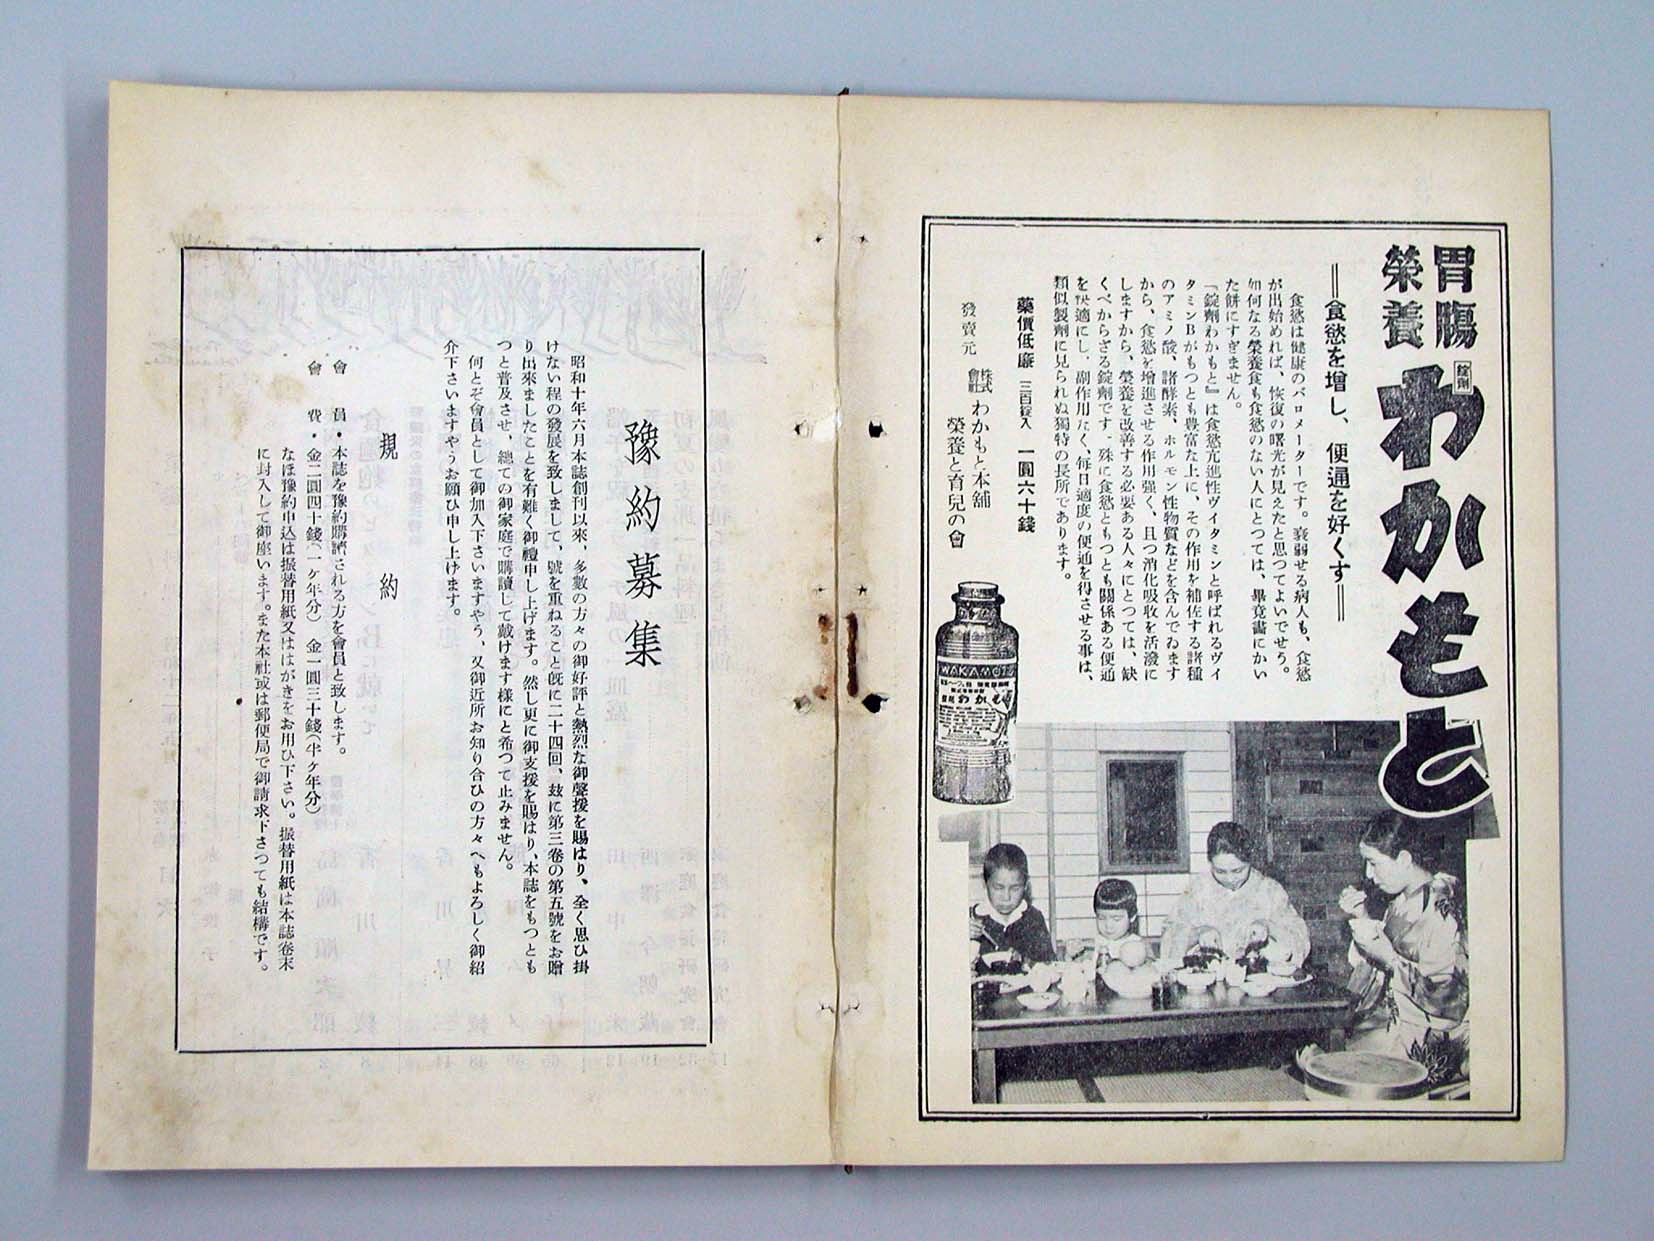 胃腸
榮養
錠劑
わかもと
＝食慾を增し、便通を好くす＝
食慾は健康のバロメーターです。衰弱せる病人も、食慾
が出始めれば、恢復の曙光が見えたと思つてよいでせう。
如何なる榮養食も食慾のない人にとつては、畢竟畵にかい
た餅にすぎません。
『錠劑わかもと』は食慾亢進性ヴイタミンと呼ばれるヴイ
タミンBがもつとも豊富な上に、その作用を補佐する諸種
のアミノ酸、諸酵素、ホルモン性物質などを含んでゐます
から、食慾を增進させる作用强く、且つ消化吸收を活潑に
しますから、榮養を改善する必要ある人々にとつては、缺
くべからざる錠劑です。殊に食慾ともつとも關係ある便通
を快適にし、副作用なく、每日適度の便通を得させる事は、
類似製劑に見られぬ獨特の長所であります。
藥價低廉 三百錠入 一圓六十錢
發賣元 株式會社 わかもと本舖
榮養と育兒の會
WAKAMOTO
わかもと
豫約募集
昭和十年六月本誌創刊以來、多數の方々の御好評と熱烈な御聲援を賜はり、全く思ひ掛
けない程の發展を致しまして、號を重ねること既に二十四回、玆に第三卷の第五號をお贈
り出來ましたことを有難く御禮申し上げます。然し更に御支援を賜はり、本誌をもつとも
つと普及させ、總ての御家庭で購讀して戴けます樣にと希つて止みません。
何とぞ會員として御加入下さいますやう、又御近所お知り合ひの方々へもよろしく御紹
介下さいますやうお願ひ申し上げます。
規約
會員・本誌を豫約購讀される方を會員と致します。
會費・金二圓四十錢(一ケ年分) 金一圓三十錢(半ケ年分)
なほ豫約申込は振替用紙又ははがきをお用ひ下さい。振替用紙は本誌卷末
に封入して御座います。また本社或は郵便局で御請求下さつても結構です。